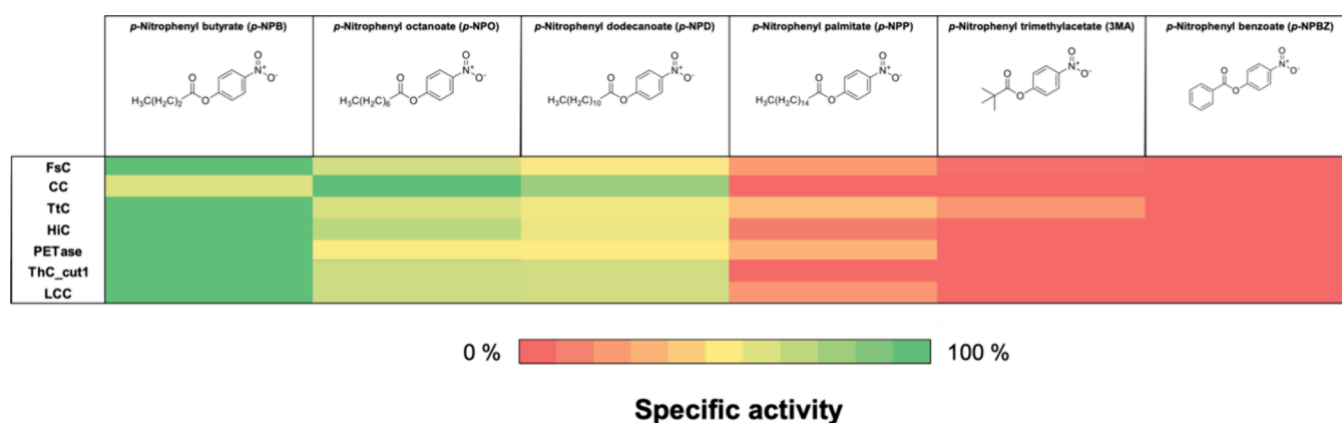 p-Nitrophenyl butyrate (p-NPB)
p-Nitrophenyl octanoate (p-NPO)
p-Nitrophenyl dodecanoate (p-NPD)
p-Nitrophenyl palmitate (p-NPP)
p-Nitrophenyl trimethylacetate (3MA)
p-Nitrophenyl benzoate (p-NPBZ)
H₃C(H₂C)₂ O O N⁺ O O⁻
H₃C(H₂C)₆ O O N⁺ O O⁻
H₃C(H₂C)₁₀ O O N⁺ O O⁻
H₃C(H₂C)₁₄ O O N⁺ O O⁻
O O N⁺ O O⁻
O O N⁺ O O⁻
FsC
CC
TtC
HiC
PETase
ThC_cut1
LCC
0 % 100 %
Specific activity